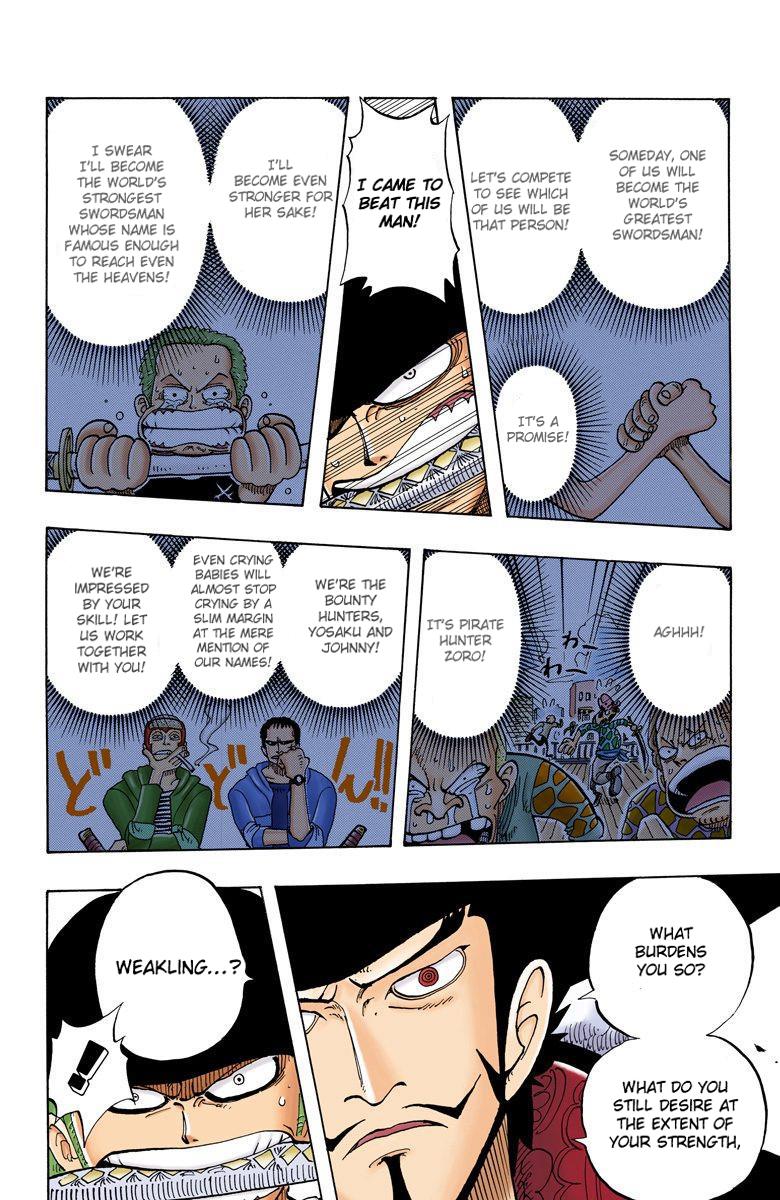 SOMEDAY, ONE
OF US WILL
BECOME THE
WORLD'S
GREATEST
SWORDSMAN!
LET'S COMPETE
TO SEE WHICH
OF US WILL BE
THAT PERSON!
IT'S A
PROMISE!
I CAME TO
BEAT THIS
MAN!
I'LL
BECOME EVEN
STRONGER FOR
HER SAKE!
I SWEAR
I'LL BECOME
THE WORLD'S
STRONGEST
SWORDSMAN
WHOSE NAME IS
FAMOUS ENOUGH
TO REACH EVEN
THE HEAVENS!
AGHHH!
わー
わー
IT'S PIRATE
HUNTER
ZORO!
WE'RE THE
BOUNTY
HUNTERS,
YOSAKU AND
JOHNNY!
EVEN CRYING
BABIES WILL
ALMOST STOP
CRYING BY A
SLIM MARGIN
AT THE MERE
MENTION OF
OUR NAMES!
WE'RE
IMPRESSED
BY YOUR
SKILL! LET
US WORK
TOGETHER
WITH YOU!
どどん!!
WHAT
BURDENS
YOU SO?
WHAT DO YOU
STILL DESIRE AT
THE EXTENT OF
YOUR STRENGTH,
WEAKLING...?
!